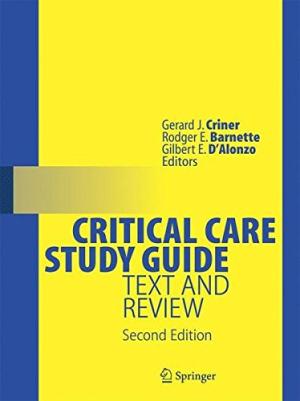 Gerard J. Criner
Rodger E. Barnette
Gilbert E. D'Alonzo
Editors
CRITICAL CARE
STUDY GUIDE
TEXT AND
REVIEW
Second Edition
Springer